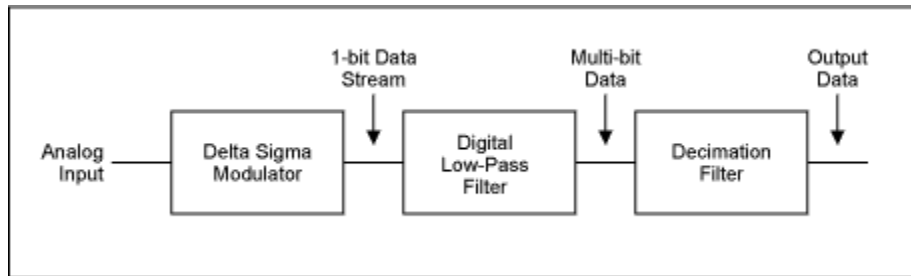 1-bit Data
Stream
Multi-bit
Data
Output
Data
Analog
Input
Delta Sigma
Modulator
Digital
Low-Pass
Filter
Decimation
Filter